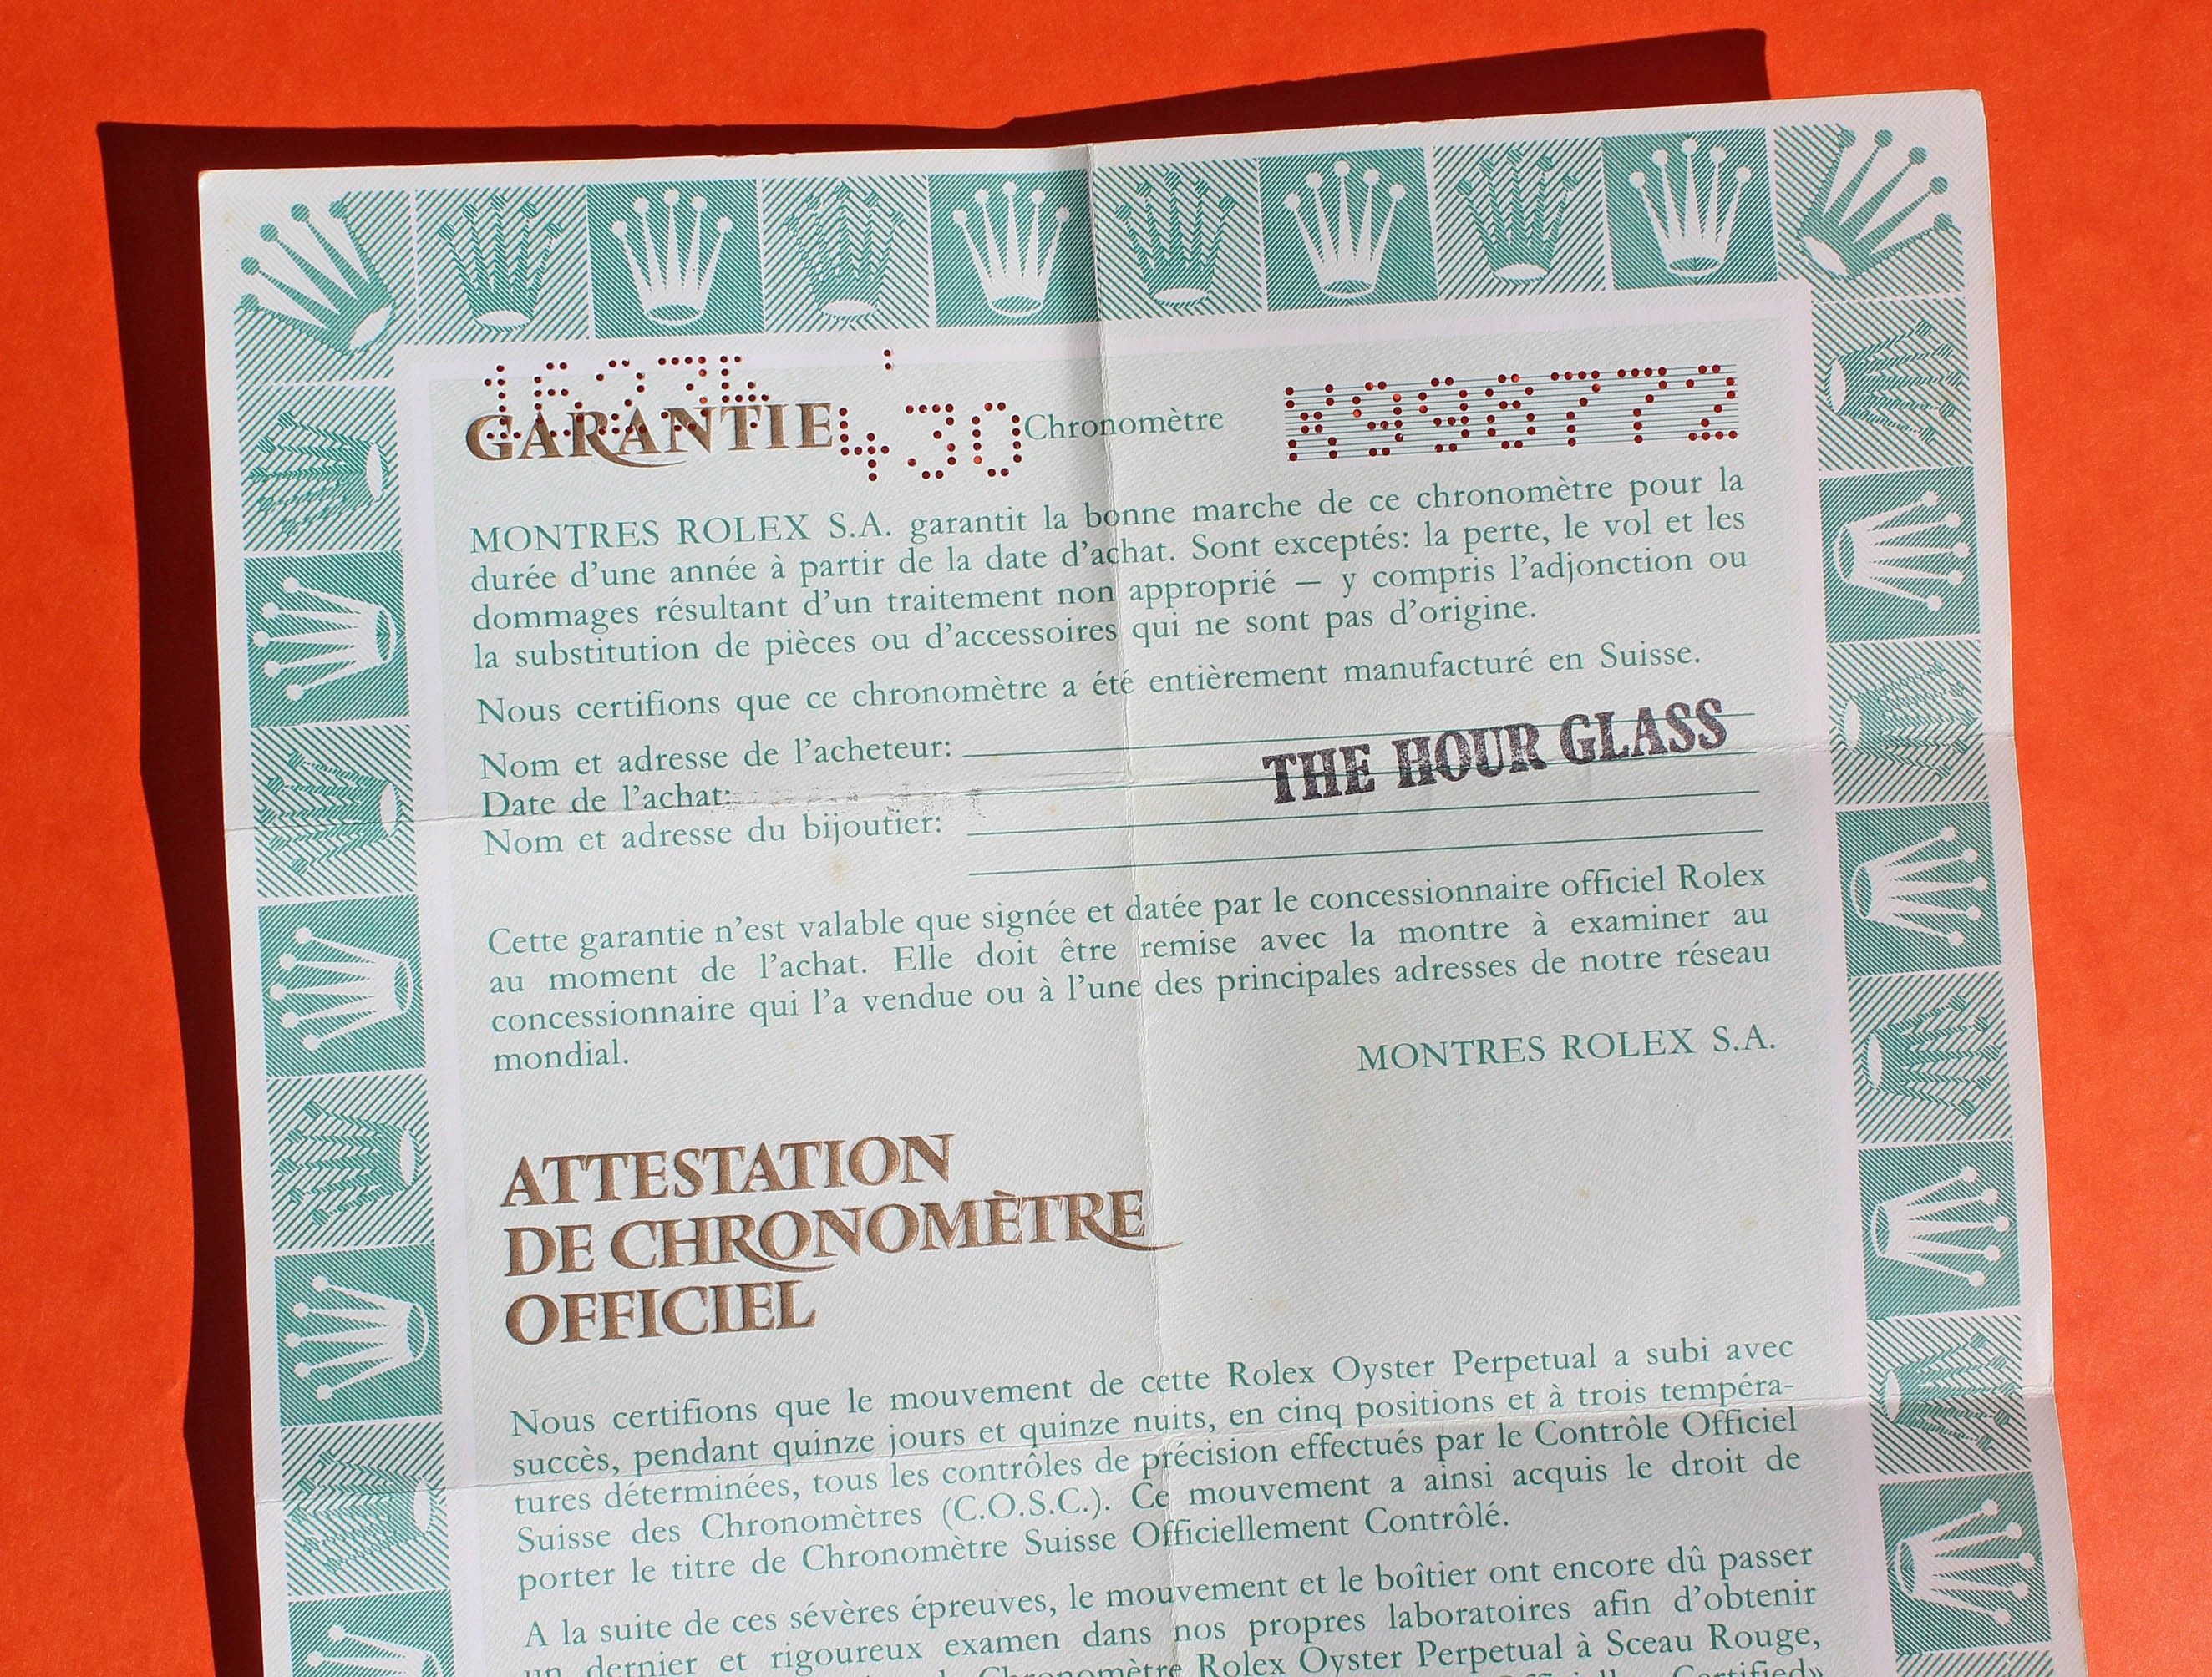 16234
GARANTIE 430 Chronomètre
MONTRES ROLEX S.A. garantit la bonne marche de ce chronomètre pour la
durée d’une année à partir de la date d’achat. Sont exceptés: la perte, le vol et les
dommages résultant d’un traitement non approprié — y compris l’adjonction ou
la substitution de pièces ou d’accessoires qui ne sont pas d’origine.
Nous certifions que ce chronomètre a été entièrement manufacturé en Suisse.
Nom et adresse de l’acheteur:
THE HOUR GLASS
Date de l’achat:
Nom et adresse du bijoutier:
Cette garantie n’est valable que signée et datée par le concessionnaire officiel Rolex
au moment de l’achat. Elle doit être remise avec la montre à examiner au
concessionnaire qui l’a vendue ou à l’une des principales adresses de notre réseau
mondial.
MONTRES ROLEX S.A.
ATTESTATION
DE CHRONOMÈTRE
OFFICIEL
Nous certifions que le mouvement de cette Rolex Oyster Perpetual a subi avec
succès, pendant quinze jours et quinze nuits, en cinq positions et à trois tempéra-
tures déterminées, tous les contrôles de précision effectués par le Contrôle Officiel
Suisse des Chronomètres (C.O.S.C.). Ce mouvement a ainsi acquis le droit de
porter le titre de Chronomètre Suisse Officiellement Contrôlé.
A la suite de ces sévères épreuves, le mouvement et le boîtier ont encore dû passer
un dernier et rigoureux examen dans nos propres laboratoires afin d’obtenir
Chronomètre Rolex Oyster Perpetual à Sceau Rouge,
Certified»